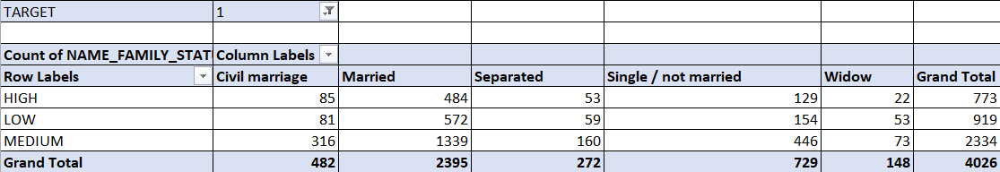 TARGET 1
Count of NAME_FAMILY_STATU Column Labels
Row Labels Civil marriage Married Separated Single / not married Widow Grand Total
HIGH 85 484 53 129 22 773
LOW 81 572 59 154 53 919
MEDIUM 316 1339 160 446 73 2334
Grand Total 482 2395 272 729 148 4026